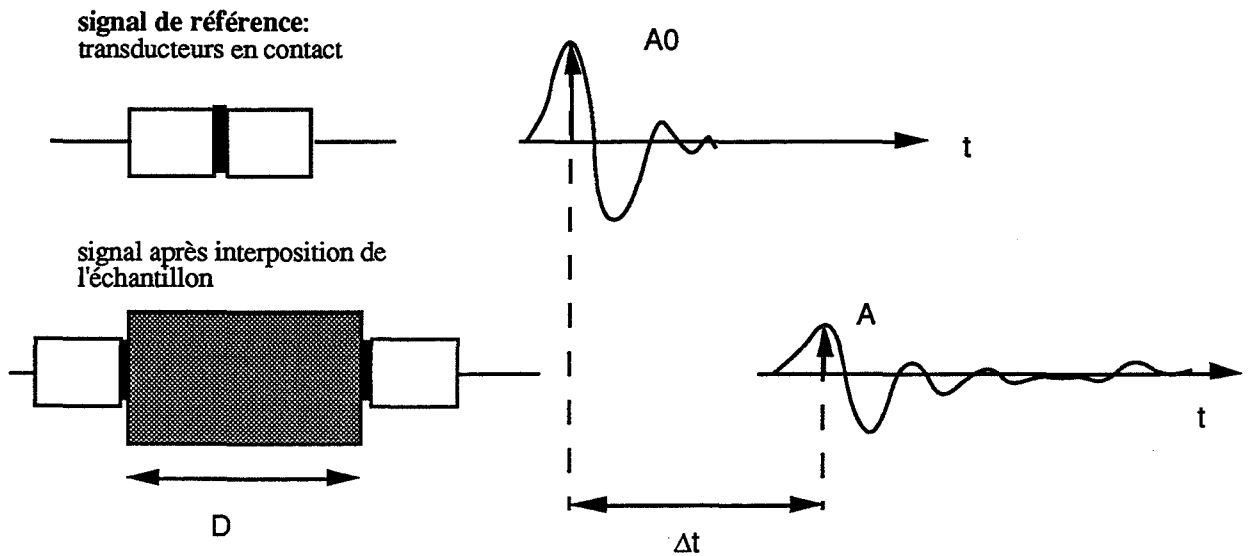 signal de référence:
transducteurs en contact
A0
t
signal après interposition de
l'échantillon
A
t
D
Δt